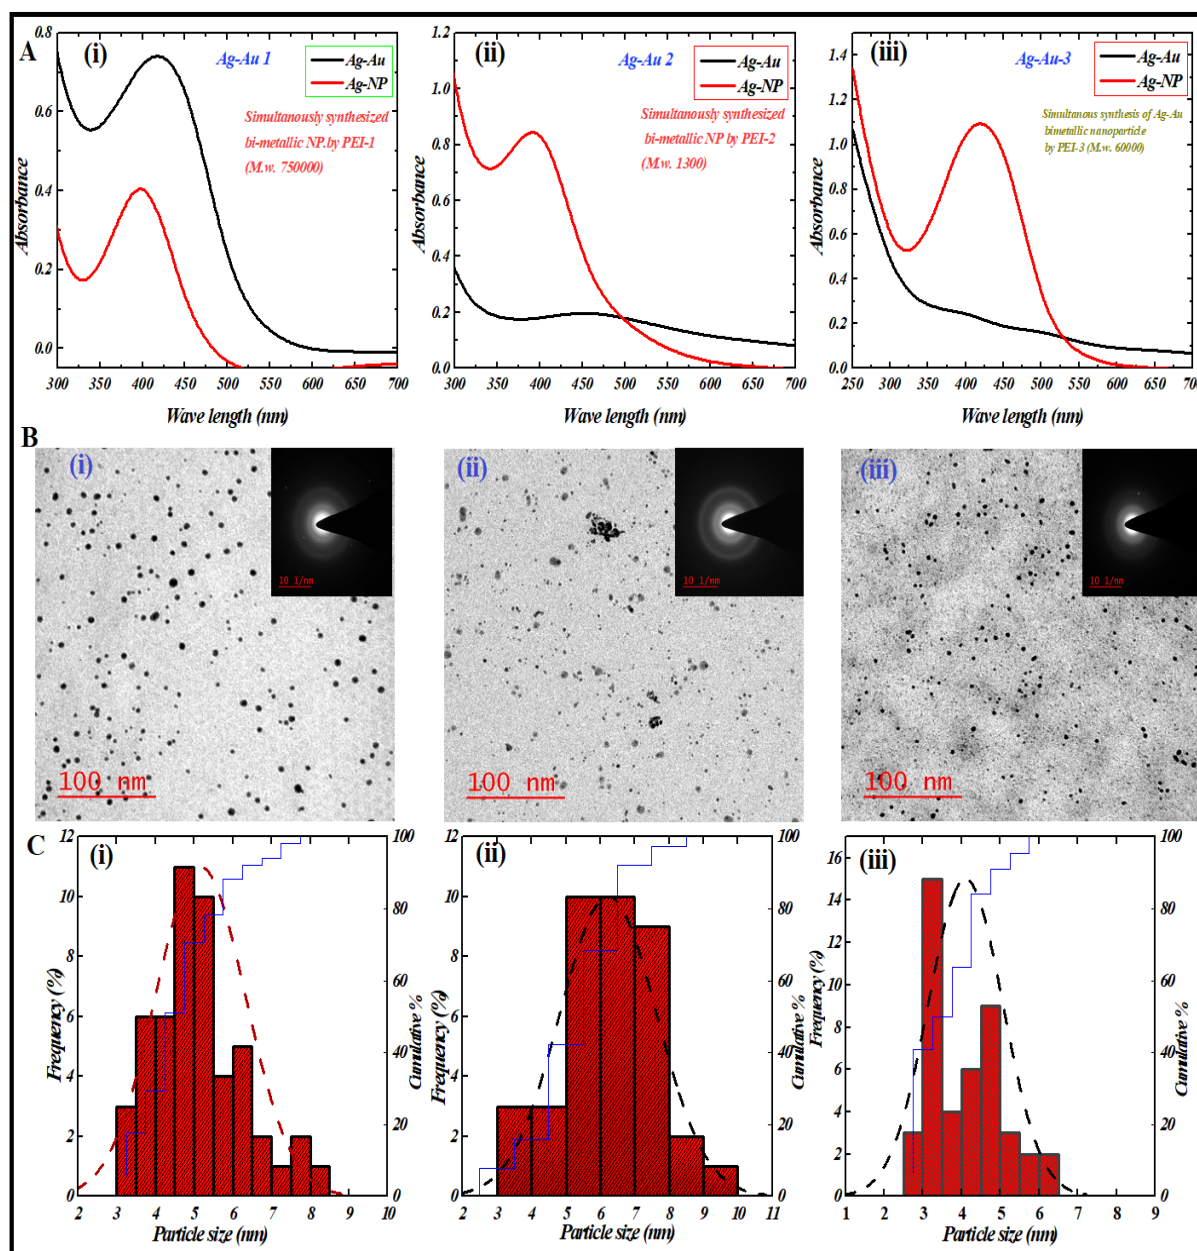 A
(i)
Ag-Au 1
Ag-Au
Ag-NP
Simultanously synthesized
bi-metallic NP.by PEI-1
(M.w. 750000)
0.8
0.6
0.4
0.2
0.0
Absorbance
300 350 400 450 500 550 600 650 700
Wave length (nm)
(ii)
Ag-Au 2
Ag-Au
Ag-NP
Simultanously synthesized
bi-metallic NP by PEI-2
(M.w. 1300)
1.2
1.0
0.8
0.6
0.4
0.2
0.0
Absorbance
300 350 400 450 500 550 600 650 700
Wave length (nm)
(iii)
Ag-Au-3
Ag-Au
Ag-NP
Simultanous synthesis of Ag-Au
bimetallic nanoparticle
by PEI-3 (M.w. 60000)
1.4
1.2
1.0
0.8
0.6
0.4
0.2
0.0
Absorbance
250 300 350 400 450 500 550 600 650 700
Wave length (nm)
B
(i)
10 1/nm
100 nm
(ii)
10 1/nm
100 nm
(iii)
10 1/nm
100 nm
C
(i)
12
10
8
6
4
2
0
Frequency (%)
100
80
60
40
20
0
Cumulative %
2 3 4 5 6 7 8 9 10
Particle size (nm)
(ii)
12
10
8
6
4
2
0
Frequency (%)
100
80
60
40
20
0
Cumulative %
2 3 4 5 6 7 8 9 10 11
Particle size (nm)
(iii)
16
14
12
10
8
6
4
2
0
Frequency (%)
100
80
60
40
20
0
Cumulative %
1 2 3 4 5 6 7 8 9
Particle size (nm)